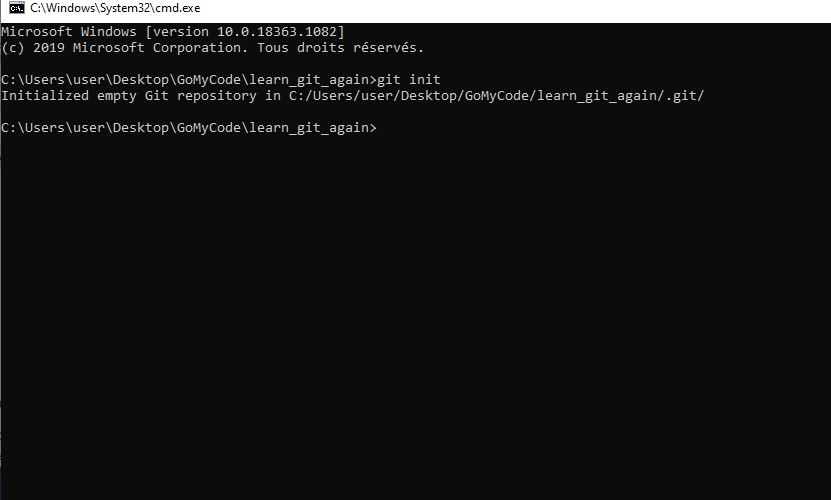 C:\Windows\System32\cmd.exe
Microsoft Windows [version 10.0.18363.1082]
(c) 2019 Microsoft Corporation. Tous droits réservés.
C:\Users\user\Desktop\GoMyCode\learn_git_again>git init
Initialized empty Git repository in C:/Users/user/Desktop/GoMyCode/learn_git_again/.git/
C:\Users\user\Desktop\GoMyCode\learn_git_again>